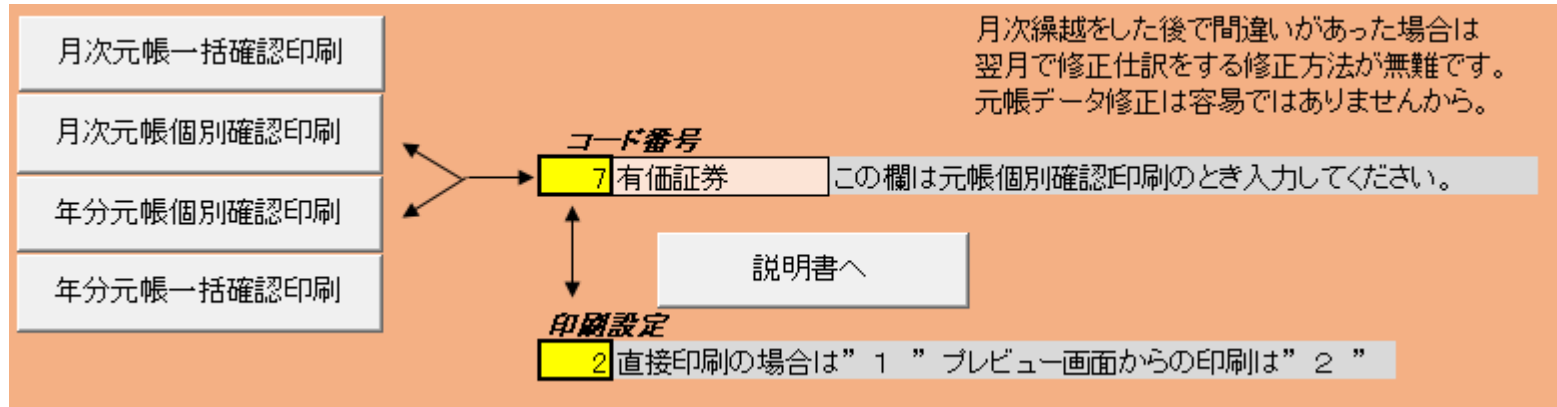 月次元帳一括確認印刷
月次元帳個別確認印刷
年分元帳個別確認印刷
年分元帳一括確認印刷
月次繰越をした後で間違いがあった場合は
翌月で修正仕訳をする修正方法が無難です。
元帳データ修正は容易ではありませんから。
コード番号
7 有価証券 この欄は元帳個別確認印刷のとき入力してください。
説明書へ
印刷設定
2 直接印刷の場合は”１”プレビュー画面からの印刷は”２”